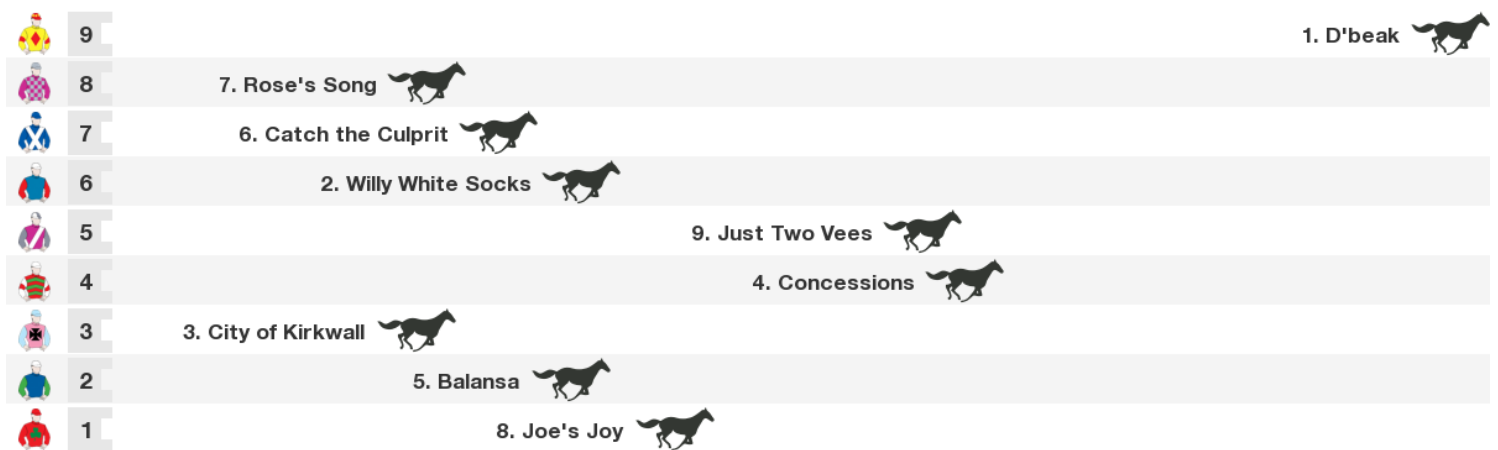 9 1. D'beak
8 7. Rose's Song
7 6. Catch the Culprit
6 2. Willy White Socks
5 9. Just Two Vees
4 4. Concessions
3 3. City of Kirkwall
2 5. Balansa
1 8. Joe's Joy